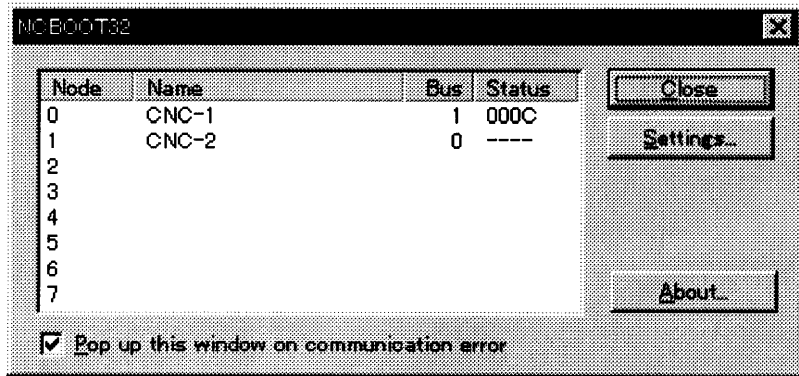 NCBOOT32
Node Name Bus Status
0 CNC-1 1 000C
1 CNC-2 0 ----
2
3
4
5
6
7
Close
Settings...
About...
Pop up this window on communication error